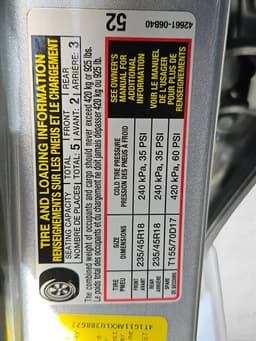 42661-06840
52
TIRE AND LOADING INFORMATION
RENSEIGNEMENTS SUR LES PNEUS ET LE CHARGEMENT
SEATING CAPACITY TOTAL: 5 FRONT: 2 REAR: 3
NOMBRE DE PLACES TOTAL: 5 AVANT: 2 ARRIÈRE: 3
The combined weight of occupants and cargo should never exceed 420 kg or 925 lbs.
Le poids total des occupants et du chargement ne doit jamais dépasser 420 kg ou 925 lb.
TIRE SIZE COLD TIRE PRESSURE
PNEU DIMENSIONS PRESSION DES PNEUS À FROID
FRONT AVANT 235/45R18 240 kPa, 35 PSI
REAR ARRIÈRE 235/45R18 240 kPa, 35 PSI
SPARE DE SECOURS T155/70D17 420 kPa, 60 PSI
SEE OWNER'S
MANUAL FOR
ADDITIONAL
INFORMATION
VOIR LE MANUEL
DE L'USAGER
POUR PLUS DE
RENSEIGNEMENTS